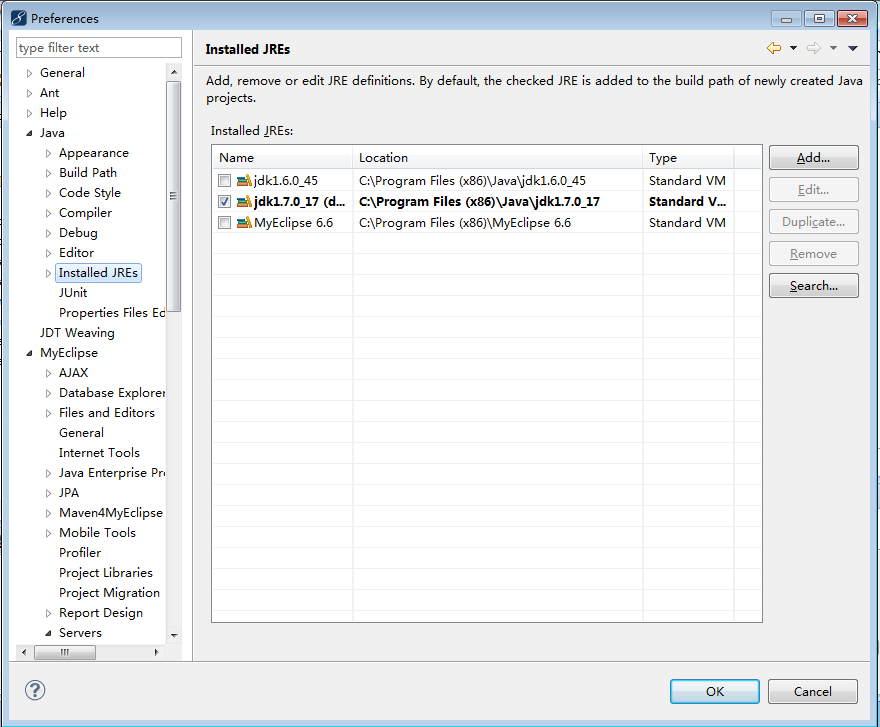 Preferences
type filter text
General
Ant
Help
Java
Appearance
Build Path
Code Style
Compiler
Debug
Editor
Installed JREs
JUnit
Properties Files Ed
JDT Weaving
MyEclipse
AJAX
Database Explorer
Files and Editors
General
Internet Tools
Java Enterprise Pro
JPA
Maven4MyEclipse
Mobile Tools
Profiler
Project Libraries
Project Migration
Report Design
Servers
Installed JREs
Add, remove or edit JRE definitions. By default, the checked JRE is added to the build path of newly created Java
projects.
Installed JREs:
Name Location Type
jdk1.6.0_45 C:\Program Files (x86)\Java\jdk1.6.0_45 Standard VM
jdk1.7.0_17 (d... C:\Program Files (x86)\Java\jdk1.7.0_17 Standard V...
MyEclipse 6.6 C:\Program Files (x86)\MyEclipse 6.6 Standard VM
Add...
Edit...
Duplicate...
Remove
Search...
?
OK
Cancel